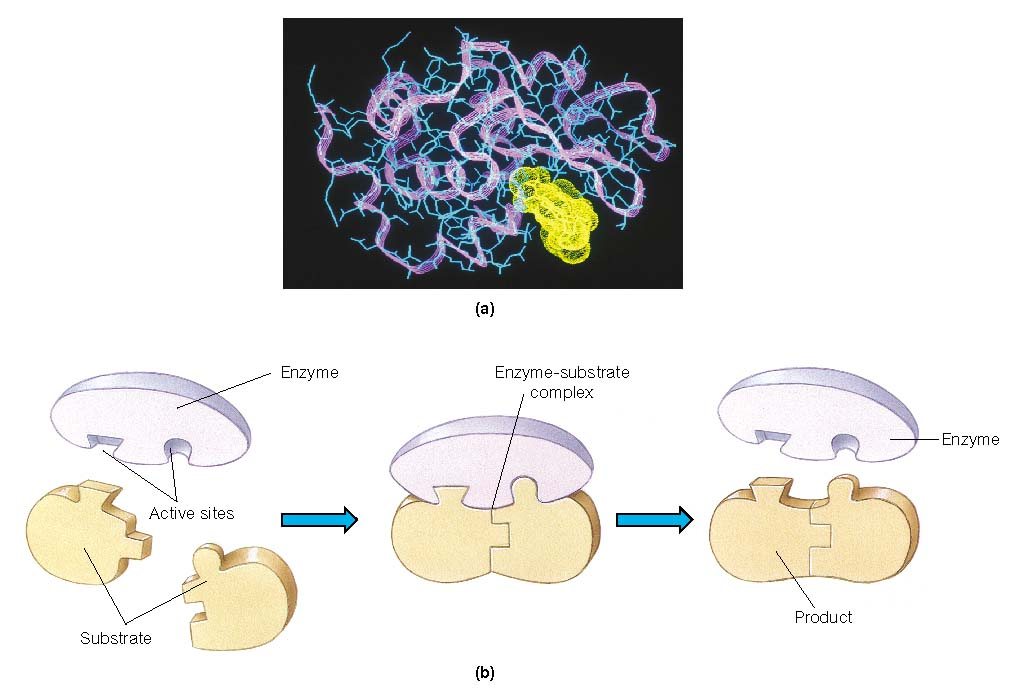 (a)
Enzyme
Active sites
Substrate
Enzyme-substrate
complex
Enzyme
Product
(b)